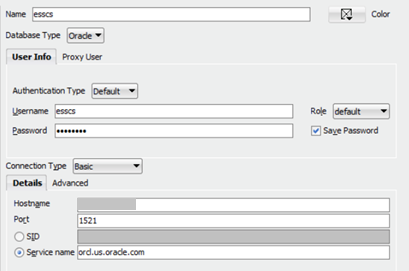 Name esscs Color
Database Type Oracle
User Info Proxy User
Authentication Type Default
Username esscs Role default
Password •••••••• Save Password
Connection Type Basic
Details Advanced
Hostname
Port 1521
SID
Service name orcl.us.oracle.com